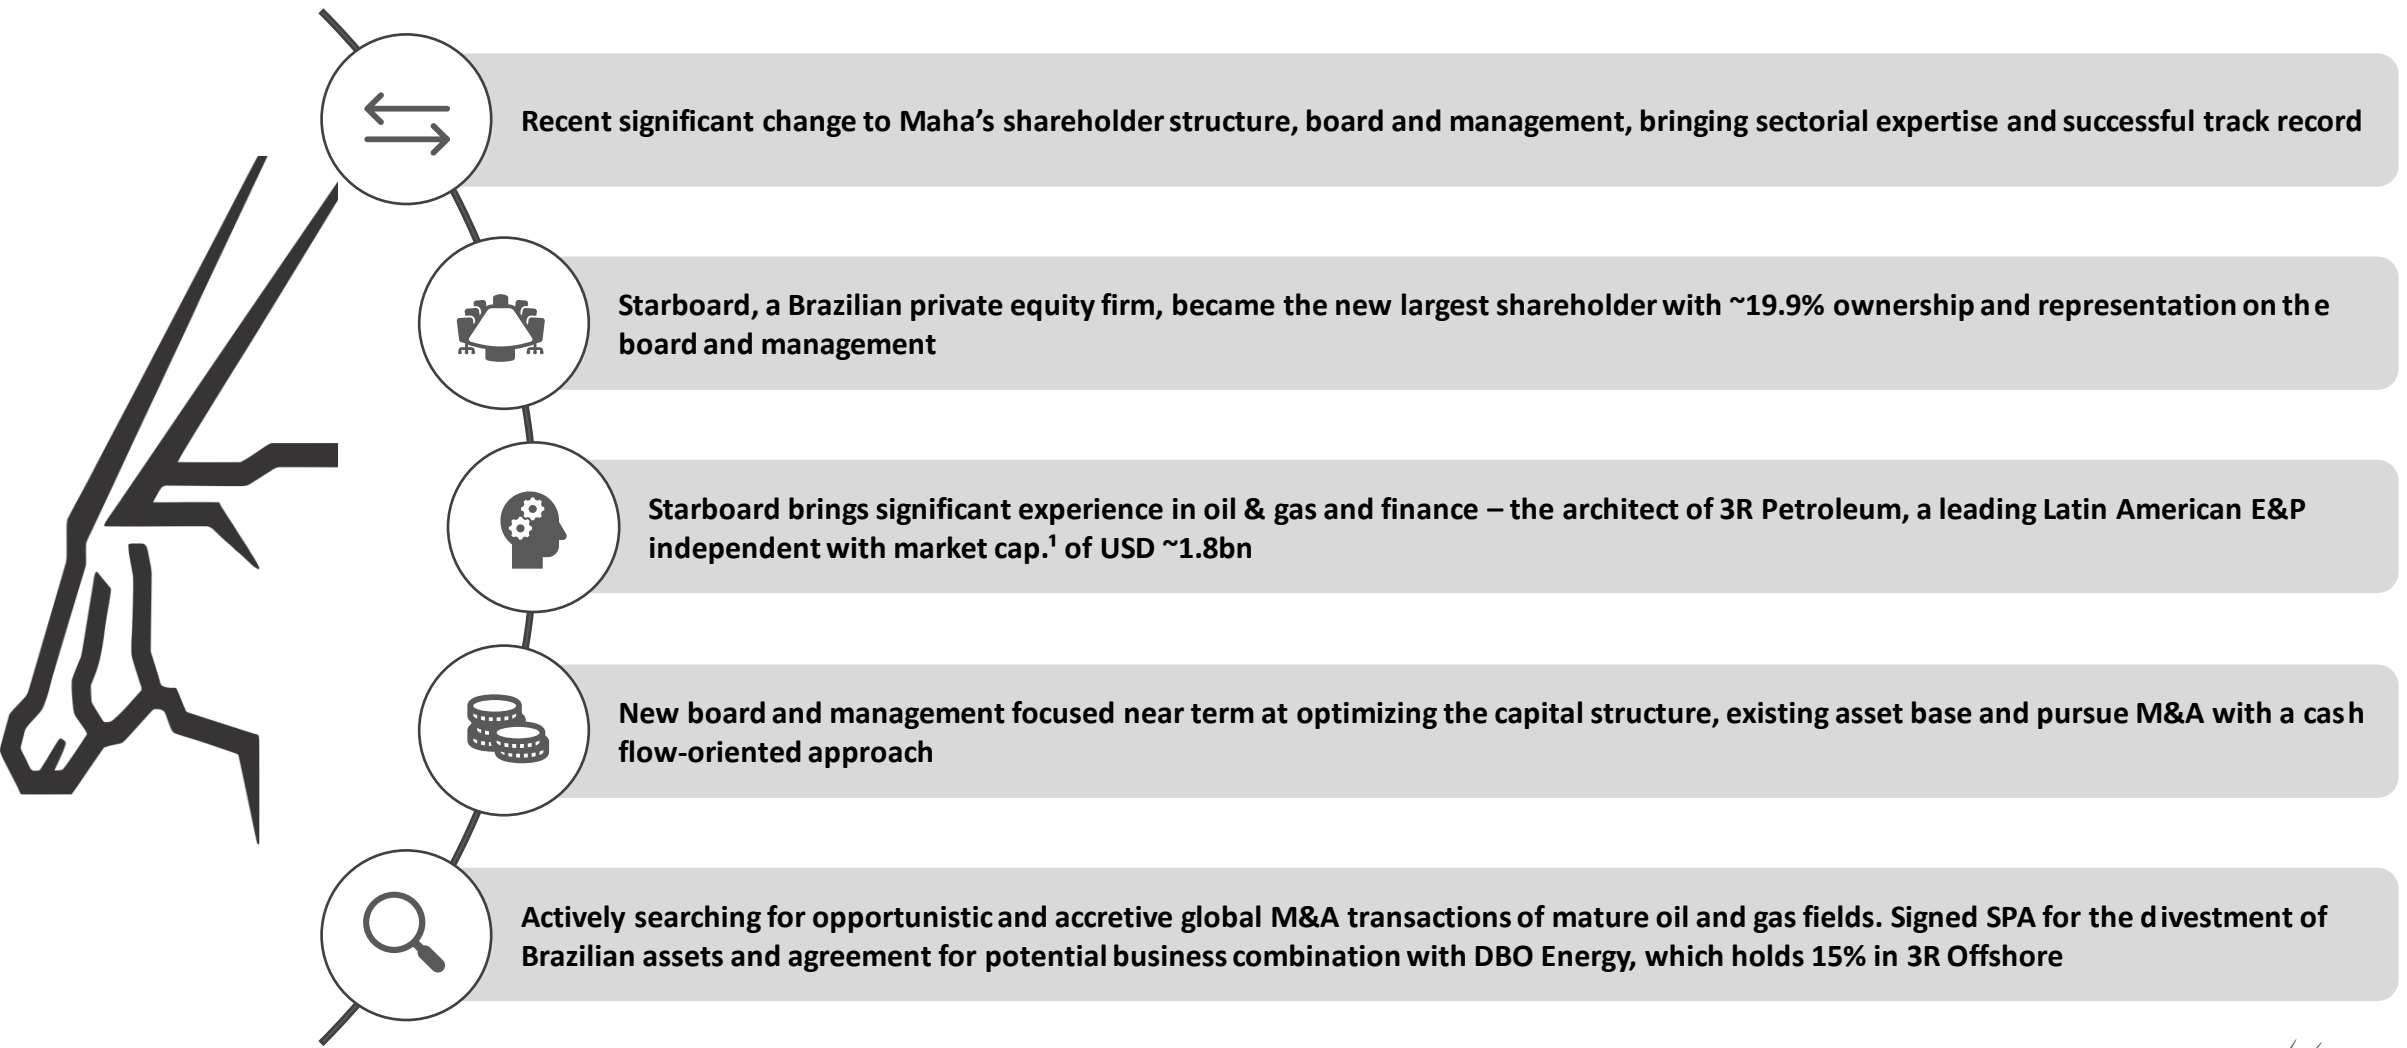 Recent significant change to Maha’s shareholder structure, board and management, bringing sectorial expertise and successful track record
Starboard, a Brazilian private equity firm, became the new largest shareholder with ~19.9% ownership and representation on the
board and management
Starboard brings significant experience in oil & gas and finance – the architect of 3R Petroleum, a leading Latin American E&P
independent with market cap.¹ of USD ~1.8bn
New board and management focused near term at optimizing the capital structure, existing asset base and pursue M&A with a cash
flow-oriented approach
Actively searching for opportunistic and accretive global M&A transactions of mature oil and gas fields. Signed SPA for the divestment of
Brazilian assets and agreement for potential business combination with DBO Energy, which holds 15% in 3R Offshore